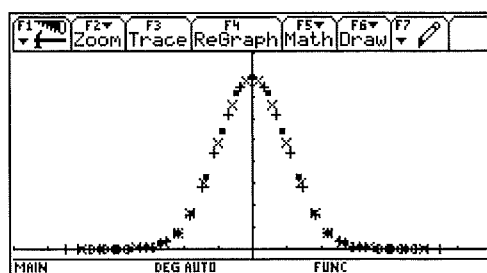 F1 F2 F3 F4 F5 F6 F7
Zoom Trace ReGraph Math Draw
MAIN DEG AUTO FUNC